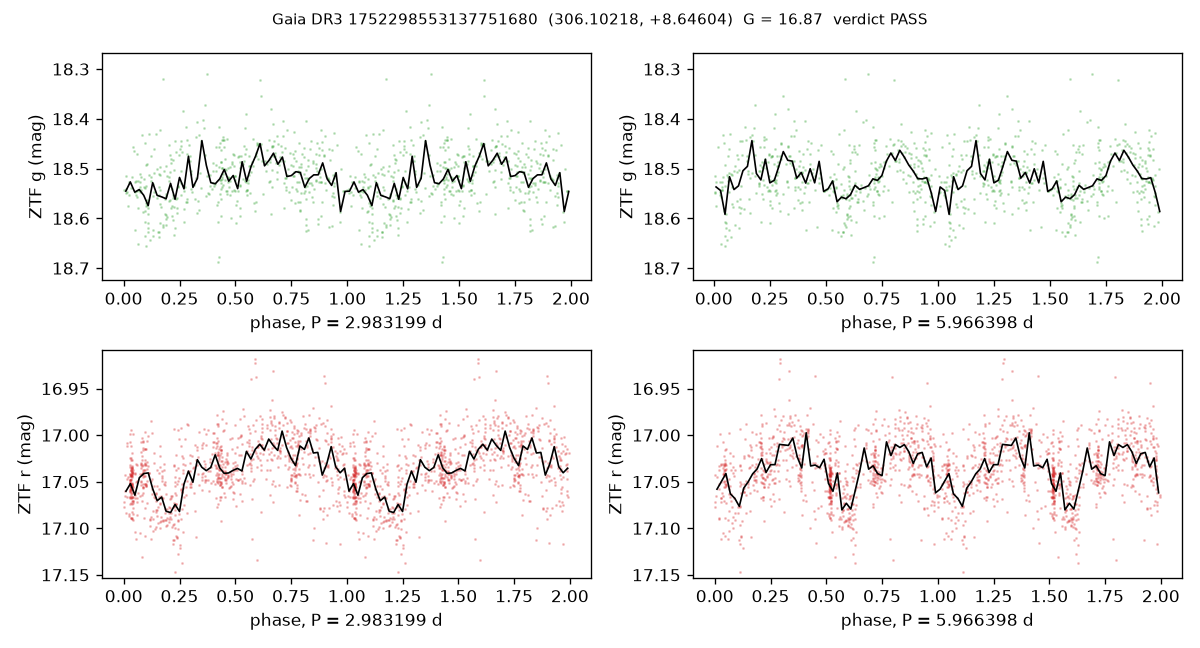 Gaia DR3 1752298553137751680 (306.10218, +8.64604) G = 16.87 verdict PASS
ZTF g (mag)
18.3
18.4
18.5
18.6
18.7
0.00 0.25 0.50 0.75 1.00 1.25 1.50 1.75 2.00
phase, P = 2.983199 d
ZTF g (mag)
18.3
18.4
18.5
18.6
18.7
0.00 0.25 0.50 0.75 1.00 1.25 1.50 1.75 2.00
phase, P = 5.966398 d
ZTF r (mag)
16.95
17.00
17.05
17.10
17.15
0.00 0.25 0.50 0.75 1.00 1.25 1.50 1.75 2.00
phase, P = 2.983199 d
ZTF r (mag)
16.95
17.00
17.05
17.10
17.15
0.00 0.25 0.50 0.75 1.00 1.25 1.50 1.75 2.00
phase, P = 5.966398 d